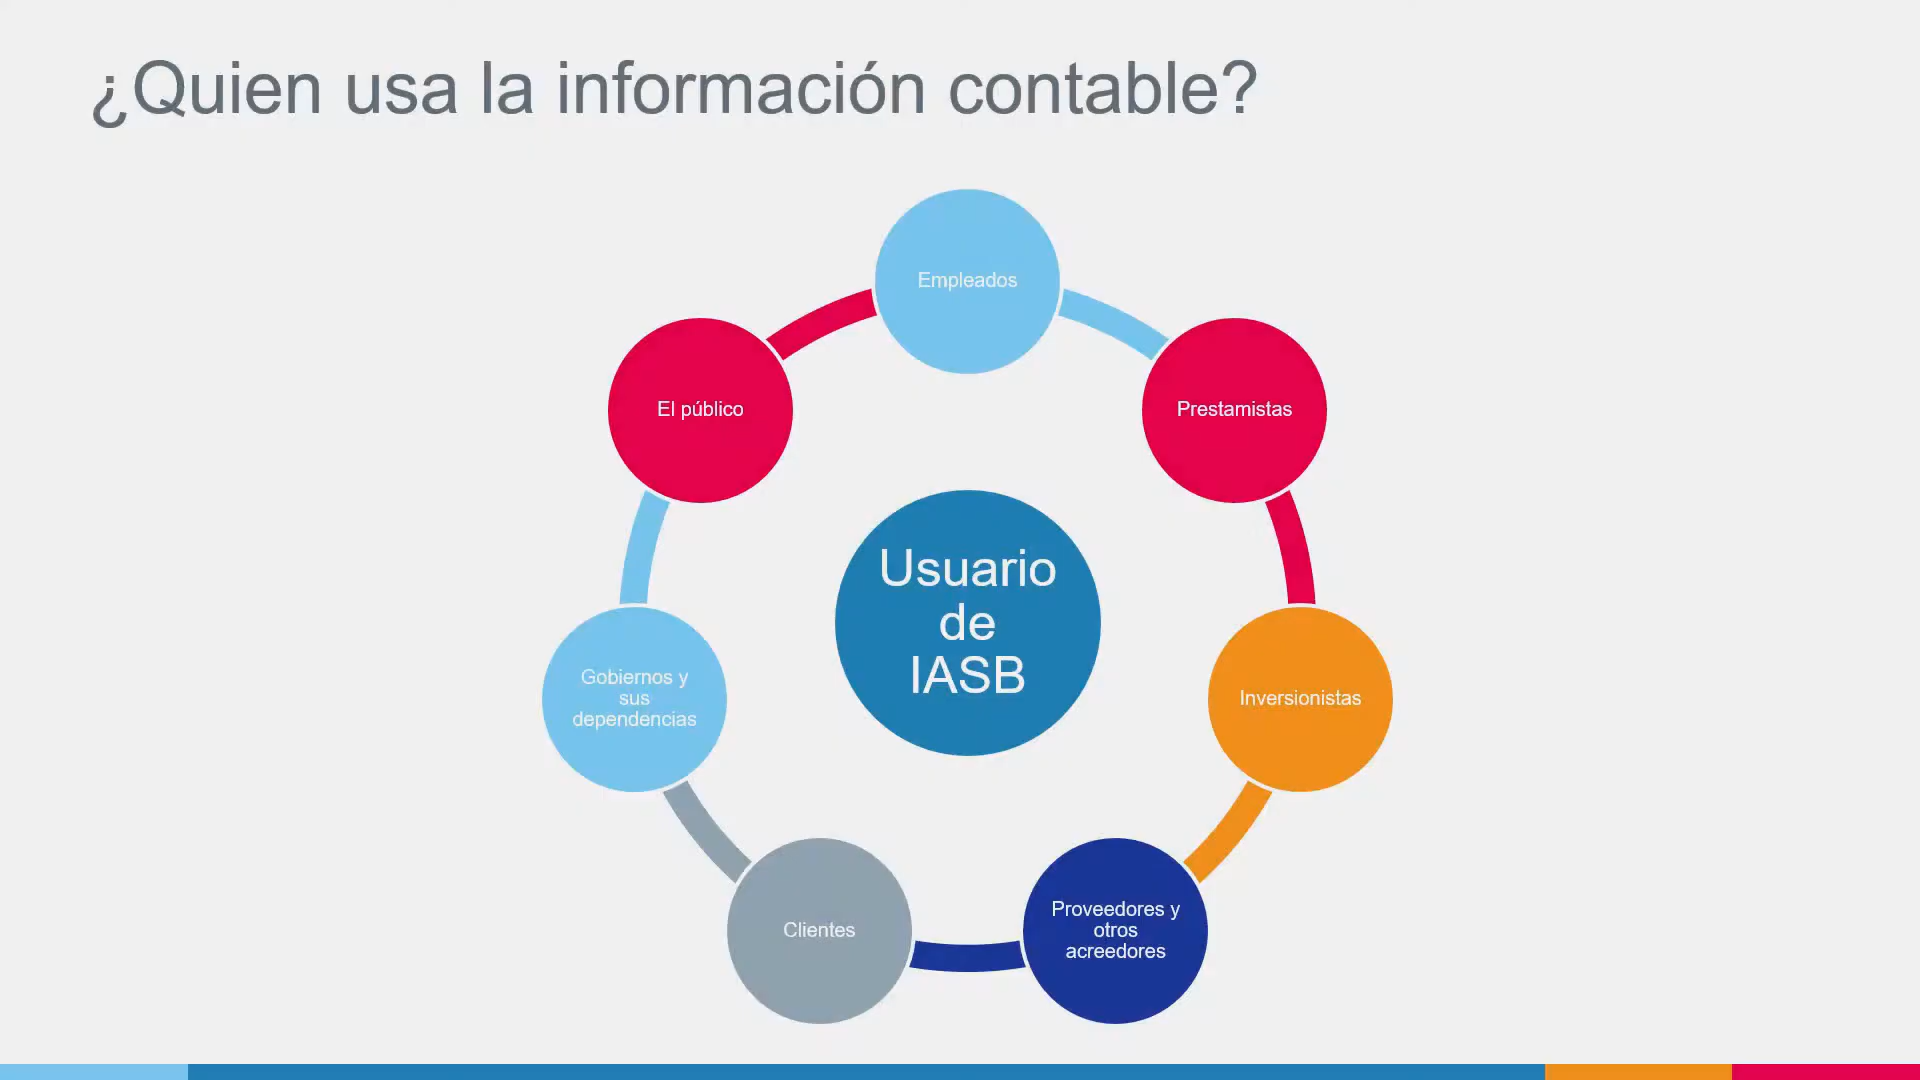 ¿Quien usa la información contable?
Empleados
El público
Prestamistas
Usuario
de
IASB
Gobiernos y
sus
dependencias
Inversionistas
Clientes
Proveedores y
otros
acreedores